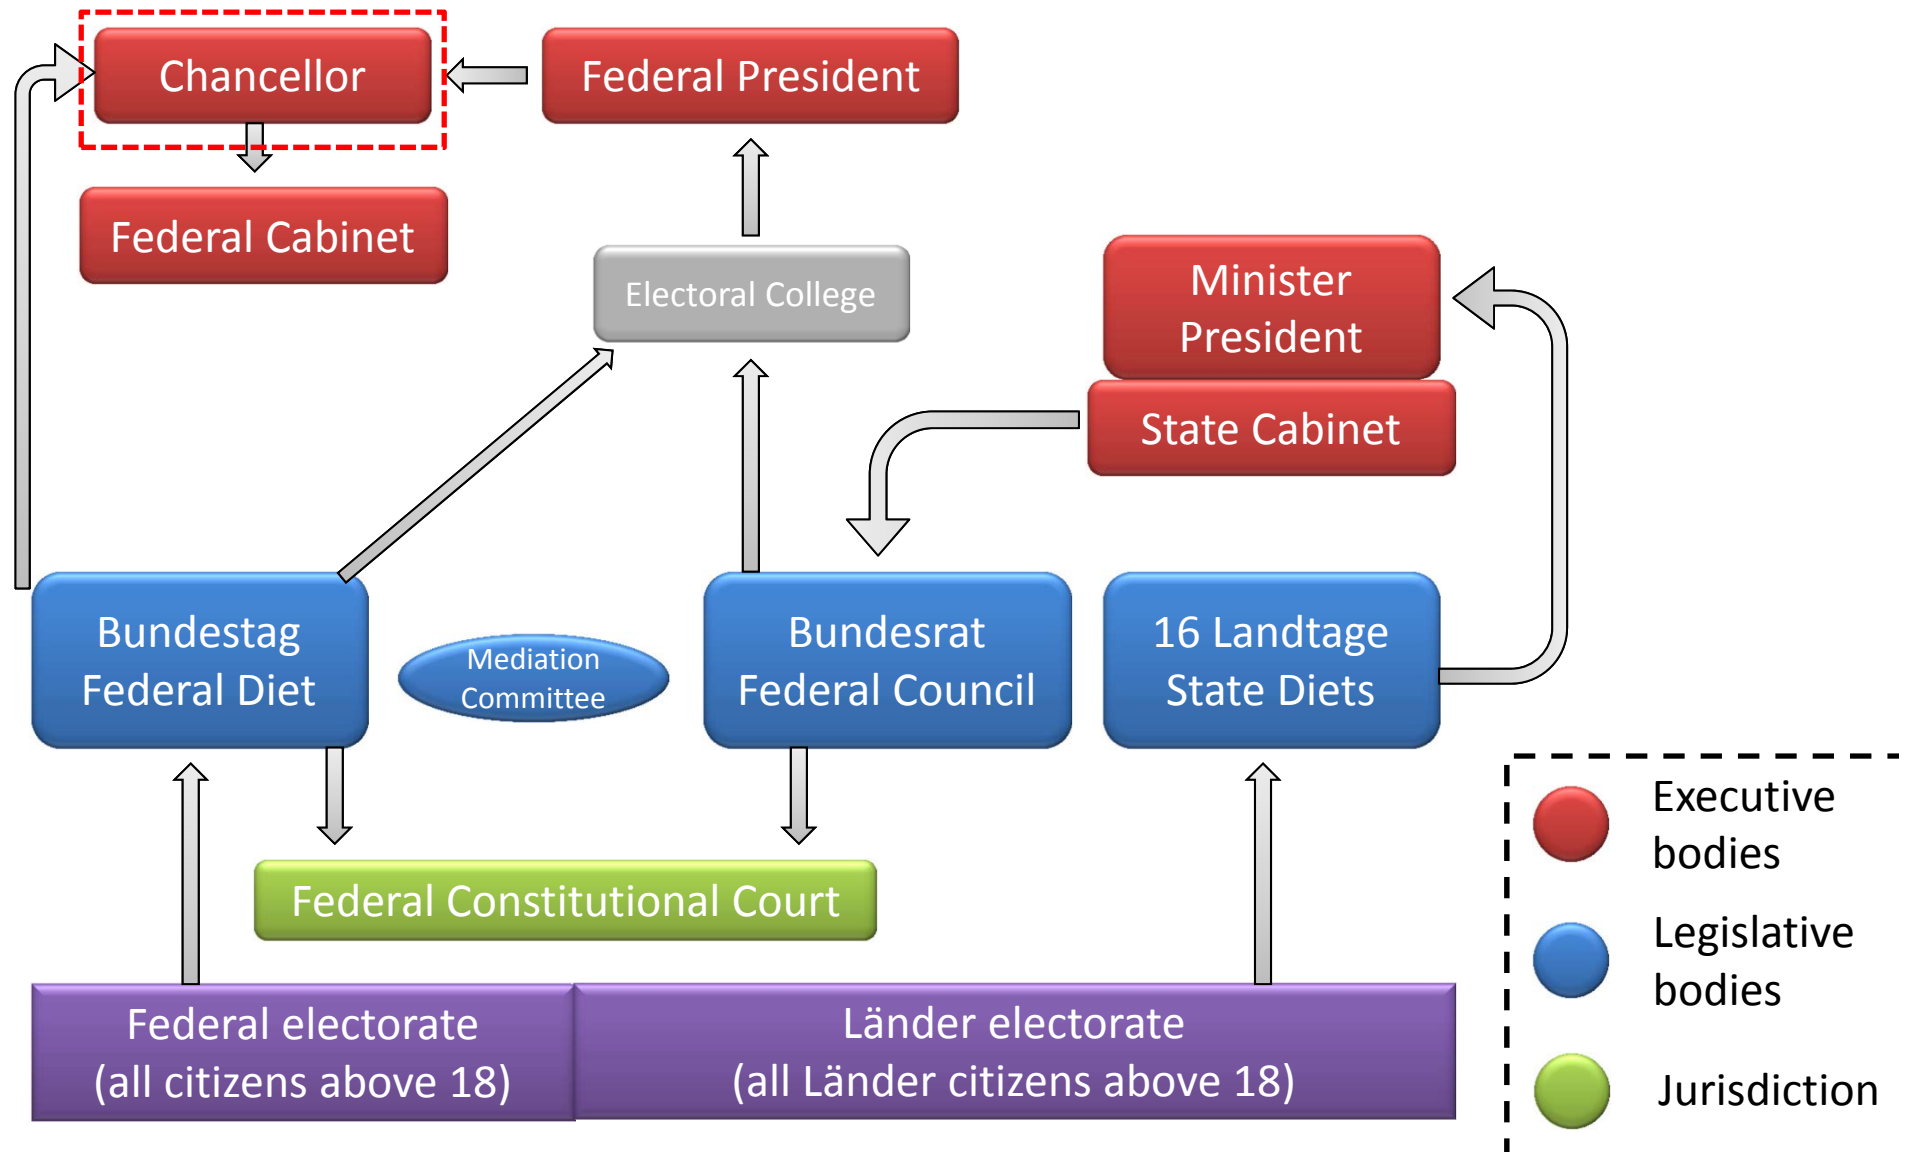 Chancellor
Federal President
Federal Cabinet
Electoral College
Minister
President
State Cabinet
Bundestag
Federal Diet
Mediation
Committee
Bundesrat
Federal Council
16 Landtage
State Diets
Federal Constitutional Court
Federal electorate
(all citizens above 18)
Länder electorate
(all Länder citizens above 18)
Executive
bodies
Legislative
bodies
Jurisdiction